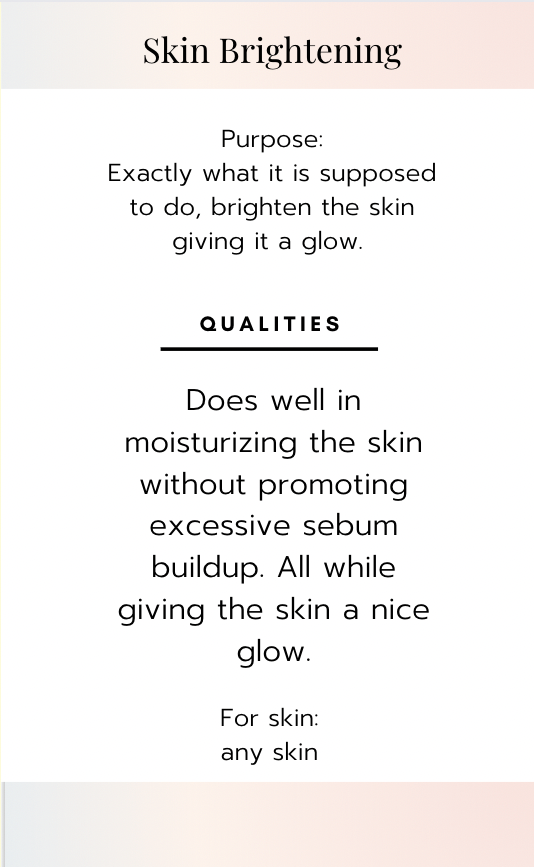 Skin Brightening
Purpose:
Exactly what it is supposed
to do, brighten the skin
giving it a glow.
QUALITIES
Does well in
moisturizing the skin
without promoting
excessive sebum
buildup. All while
giving the skin a nice
glow.
For skin:
any skin